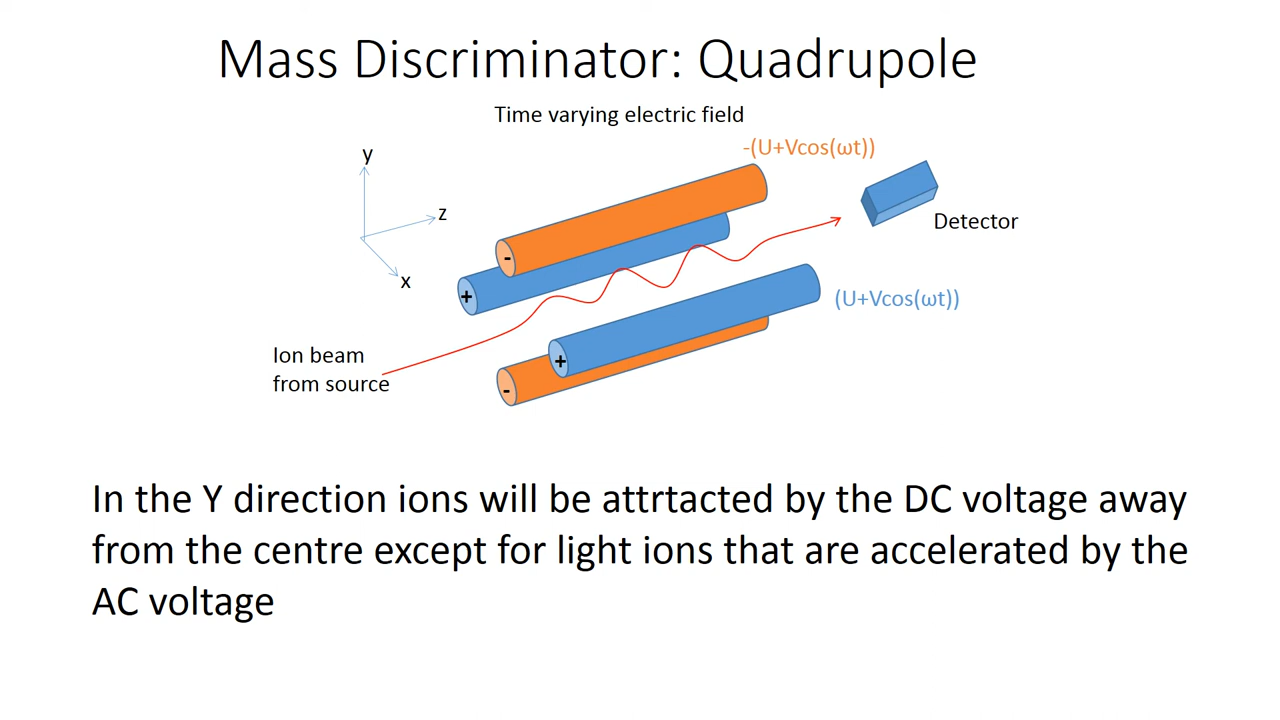 Mass Discriminator: Quadrupole
Time varying electric field
-(U+Vcos(ωt))
y
z
x
Detector
-
+
(U+Vcos(ωt))
+
-
Ion beam
from source
In the Y direction ions will be attrtacted by the DC voltage away
from the centre except for light ions that are accelerated by the
AC voltage